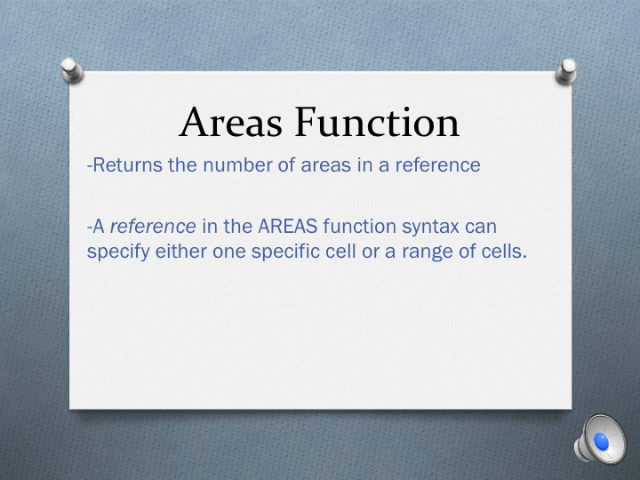 Areas Function
-Returns the number of areas in a reference
-A reference in the AREAS function syntax can
specify either one specific cell or a range of cells.